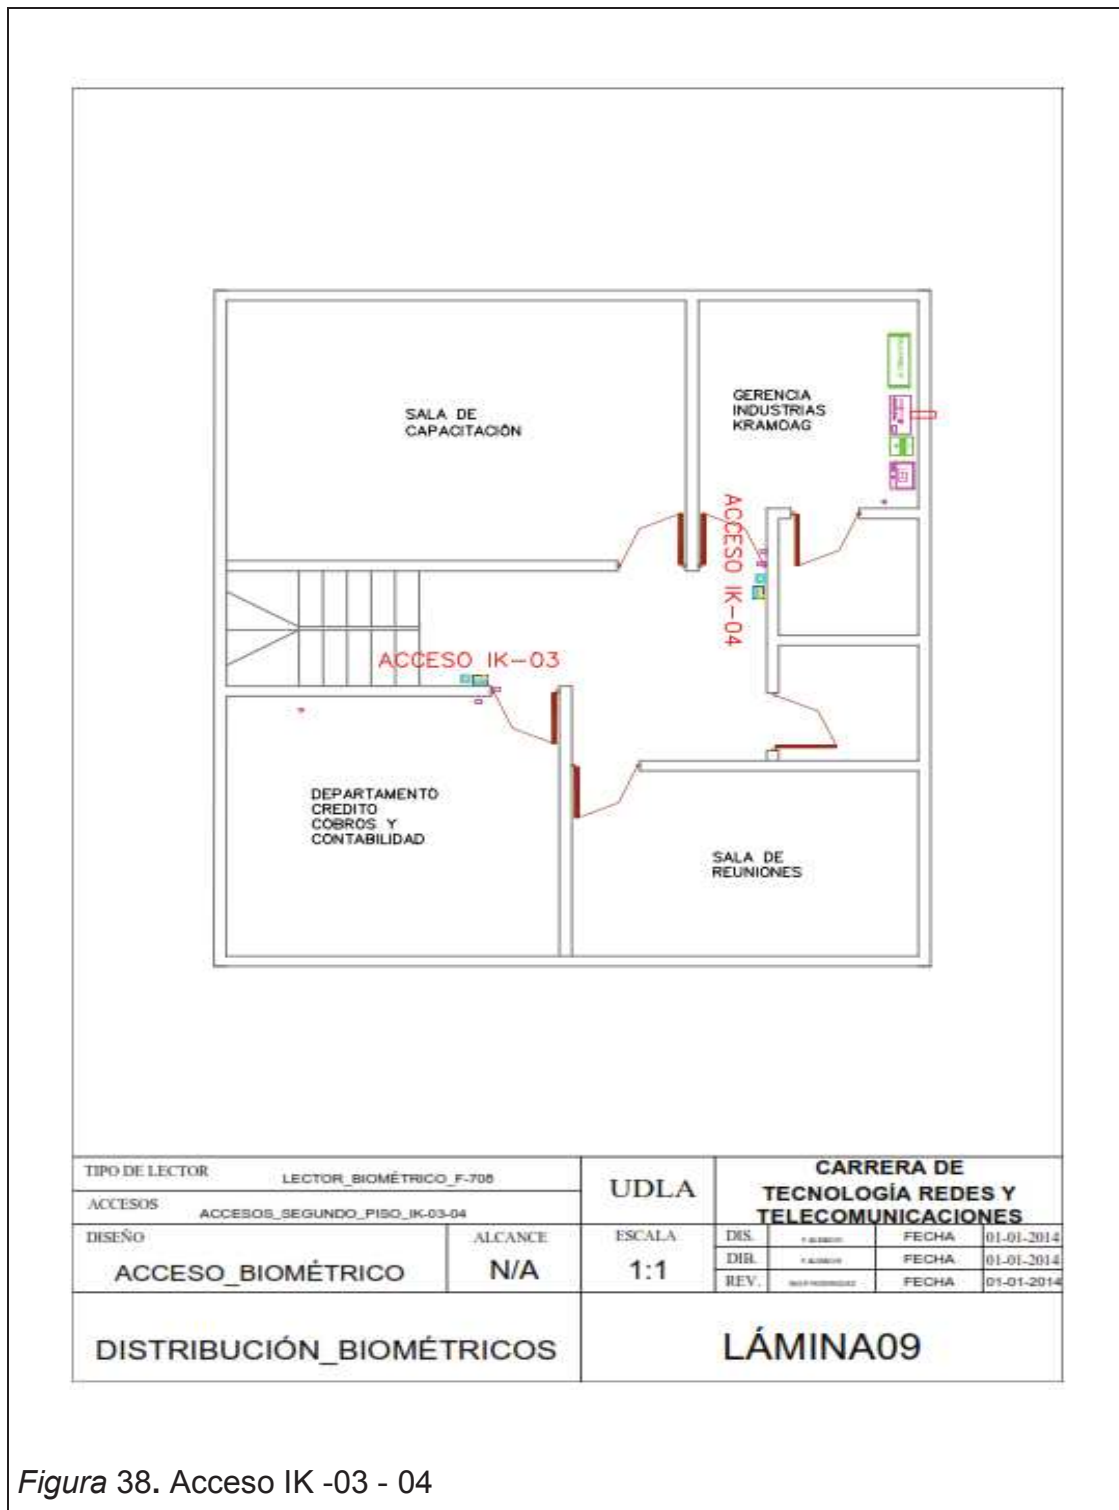 SALA DE
CAPACITACIÓN
GERENCIA
INDUSTRIAS
KRAMOAG
ACCESO IK-04
ACCESO IK-03
DEPARTAMENTO
CREDITO
COBROS Y
CONTABILIDAD
SALA DE
REUNIONES
TIPO DE LECTOR LECTOR_BIOMÉTRICO_F-708
ACCESOS ACCESOS_SEGUNDO_PISO_IK-03-04
UDLA
CARRERA DE
TECNOLOGÍA REDES Y
TELECOMUNICACIONES
DISEÑO
ACCESO_BIOMÉTRICO
ALCANCE
N/A
ESCALA
1:1
DIS. FECHA 01-01-2014
DIR. FECHA 01-01-2014
REV. FECHA 01-01-2014
DISTRIBUCIÓN_BIOMÉTRICOS
LÁMINA09
Figura 38. Acceso IK -03 - 04